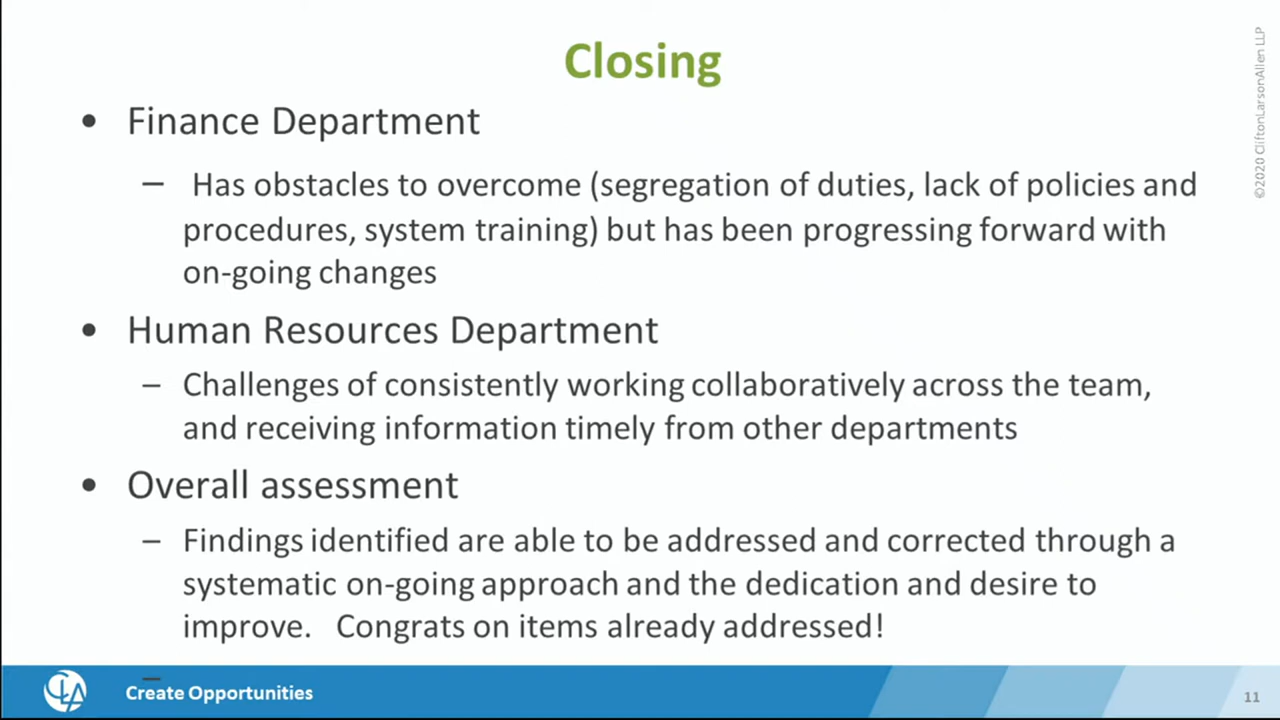 Closing
• Finance Department
– Has obstacles to overcome (segregation of duties, lack of policies and
procedures, system training) but has been progressing forward with
on-going changes
• Human Resources Department
– Challenges of consistently working collaboratively across the team,
and receiving information timely from other departments
• Overall assessment
– Findings identified are able to be addressed and corrected through a
systematic on-going approach and the dedication and desire to
improve.   Congrats on items already addressed!
–
CLA
Create Opportunities
11
©2020 CliftonLarsonAllen LLP